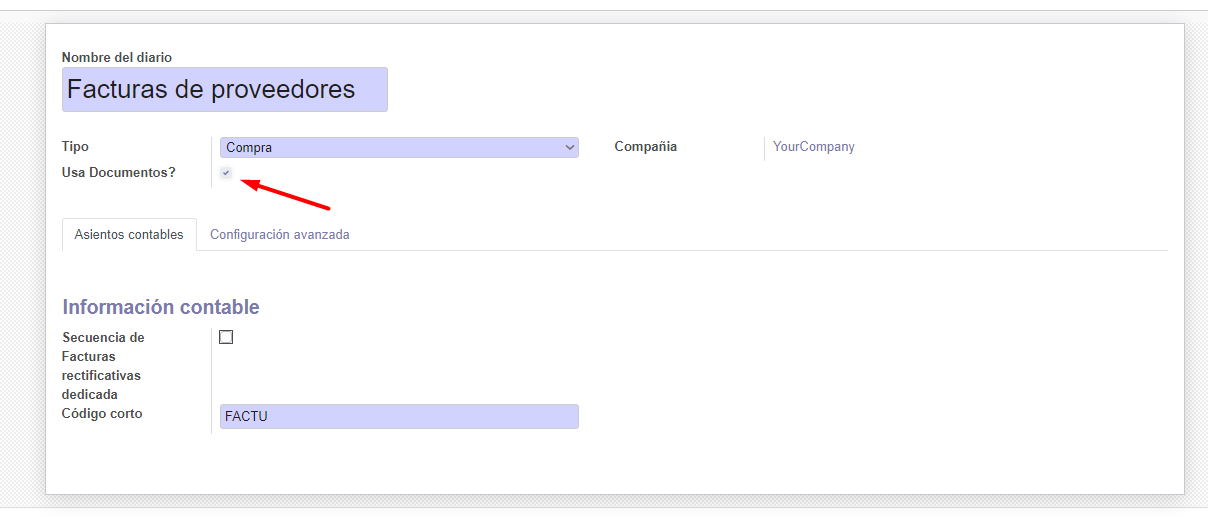 Nombre del diario
Facturas de proveedores
Tipo
Compra
Compañia
YourCompany
Usa Documentos?
Asientos contables
Configuración avanzada
Información contable
Secuencia de
Facturas
rectificativas
dedicada
Código corto
FACTU